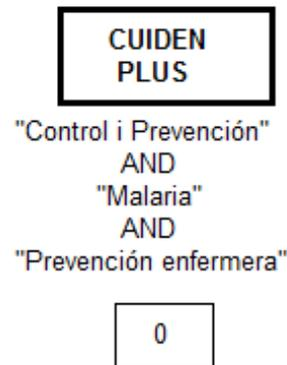 CUIDEN
PLUS
"Control i Prevención"
AND
"Malaria"
AND
"Prevención enfermera"
0